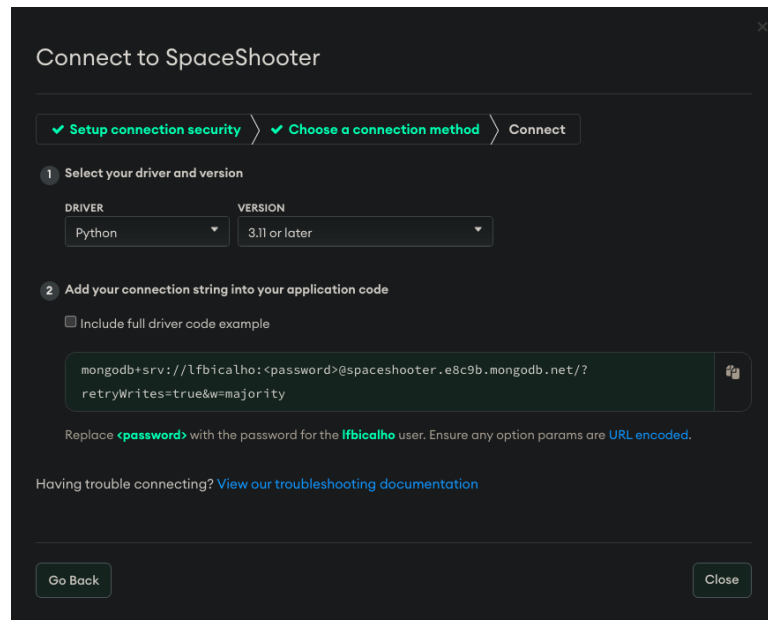 Connect to SpaceShooter
Setup connection security Choose a connection method Connect
1 Select your driver and version
DRIVER VERSION
Python 3.11 or later
2 Add your connection string into your application code
Include full driver code example
mongodb+srv://lfbicalho:<password>@spaceshooter.e8c9b.mongodb.net/?
retryWrites=true&w=majority
Replace <password> with the password for the lfbicalho user. Ensure any option params are URL encoded.
Having trouble connecting? View our troubleshooting documentation
Go Back Close